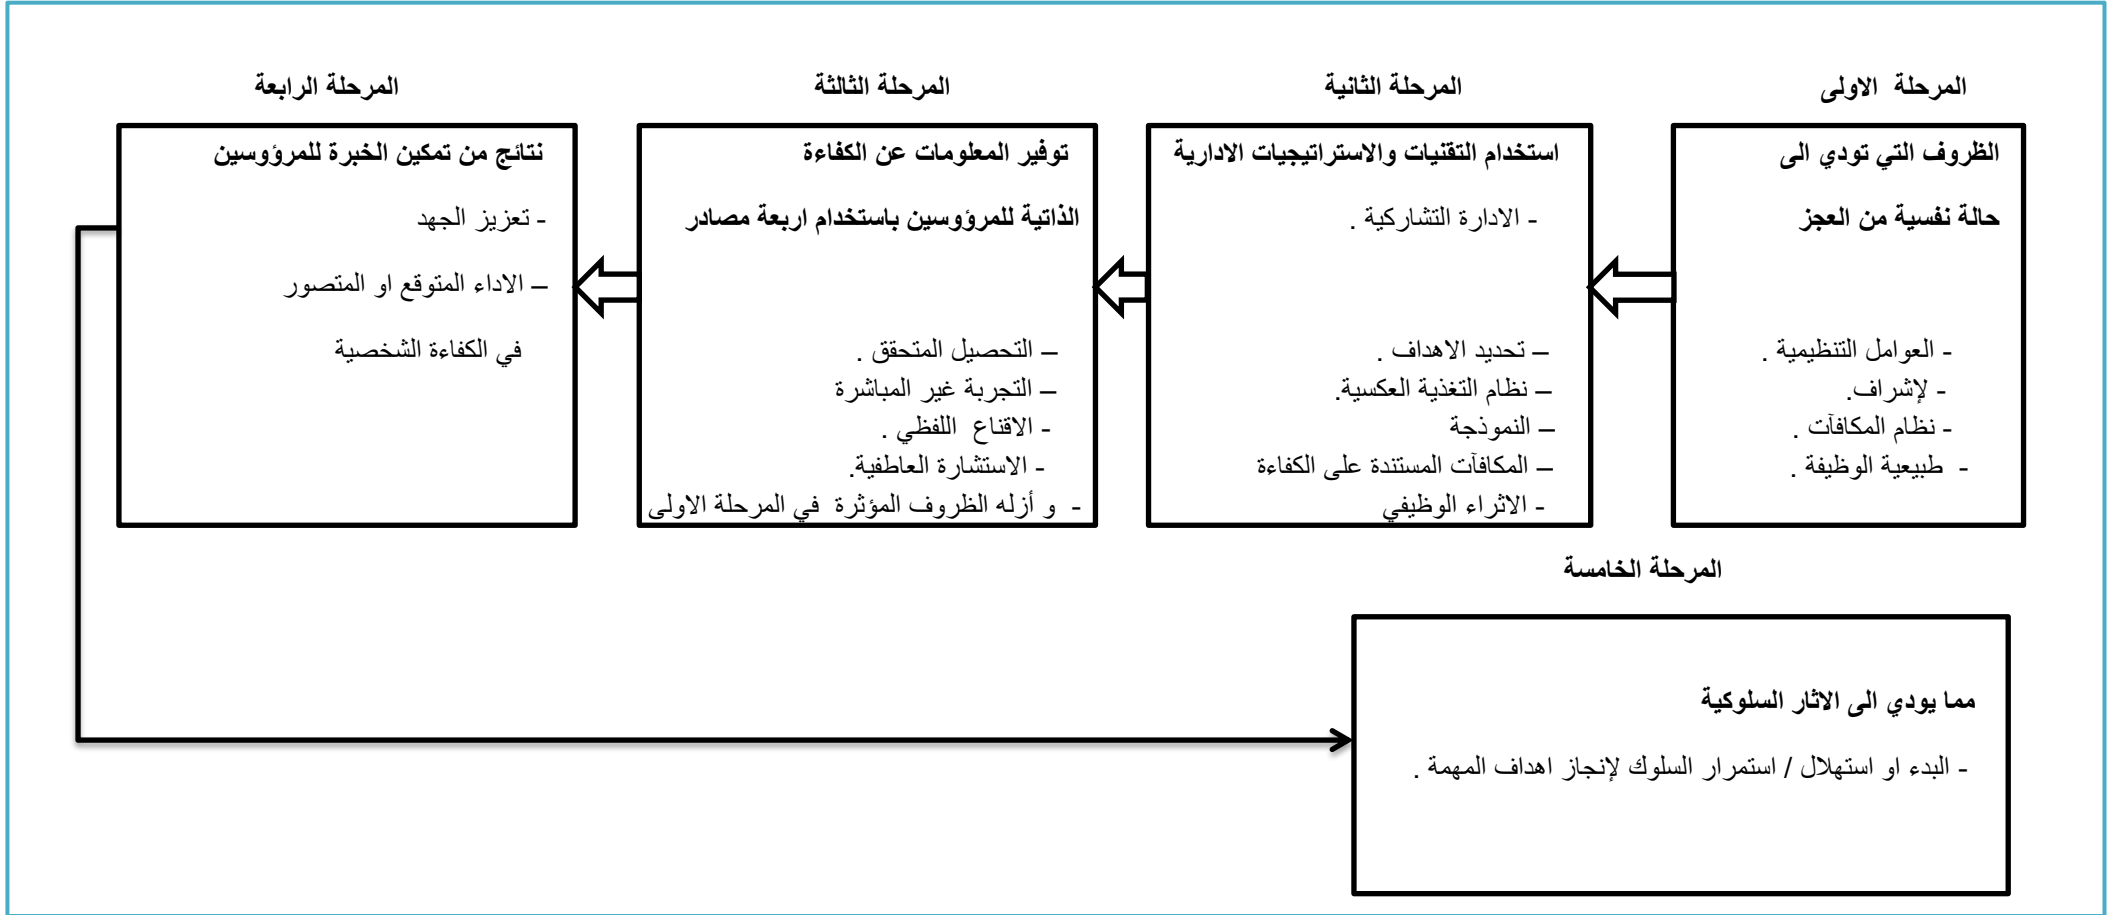 المرحلة الاولى
الظروف التي تودي الى
حالة نفسية من العجز
- العوامل التنظيمية .
- لإشراف.
- نظام المكافآت .
- طبيعية الوظيفة .
المرحلة الثانية
استخدام التقنيات والاستراتيجيات الادارية
- الادارة التشاركية .
– تحديد الاهداف .
– نظام التغذية العكسية.
– النموذجة
– المكافآت المستندة على الكفاءة
- الاثراء الوظيفي
المرحلة الثالثة
توفير المعلومات عن الكفاءة
الذاتية للمرؤوسين باستخدام اربعة مصادر
– التحصيل المتحقق .
– التجربة غير المباشرة
- الاقناع اللفظي .
- الاستشارة العاطفية.
- و أزله الظروف المؤثرة في المرحلة الاولى
المرحلة الرابعة
نتائج من تمكين الخبرة للمرؤوسين
- تعزيز الجهد
– الاداء المتوقع او المتصور
في الكفاءة الشخصية
المرحلة الخامسة
مما يودي الى الاثار السلوكية
- البدء او استهلال / استمرار السلوك لإنجاز اهداف المهمة .